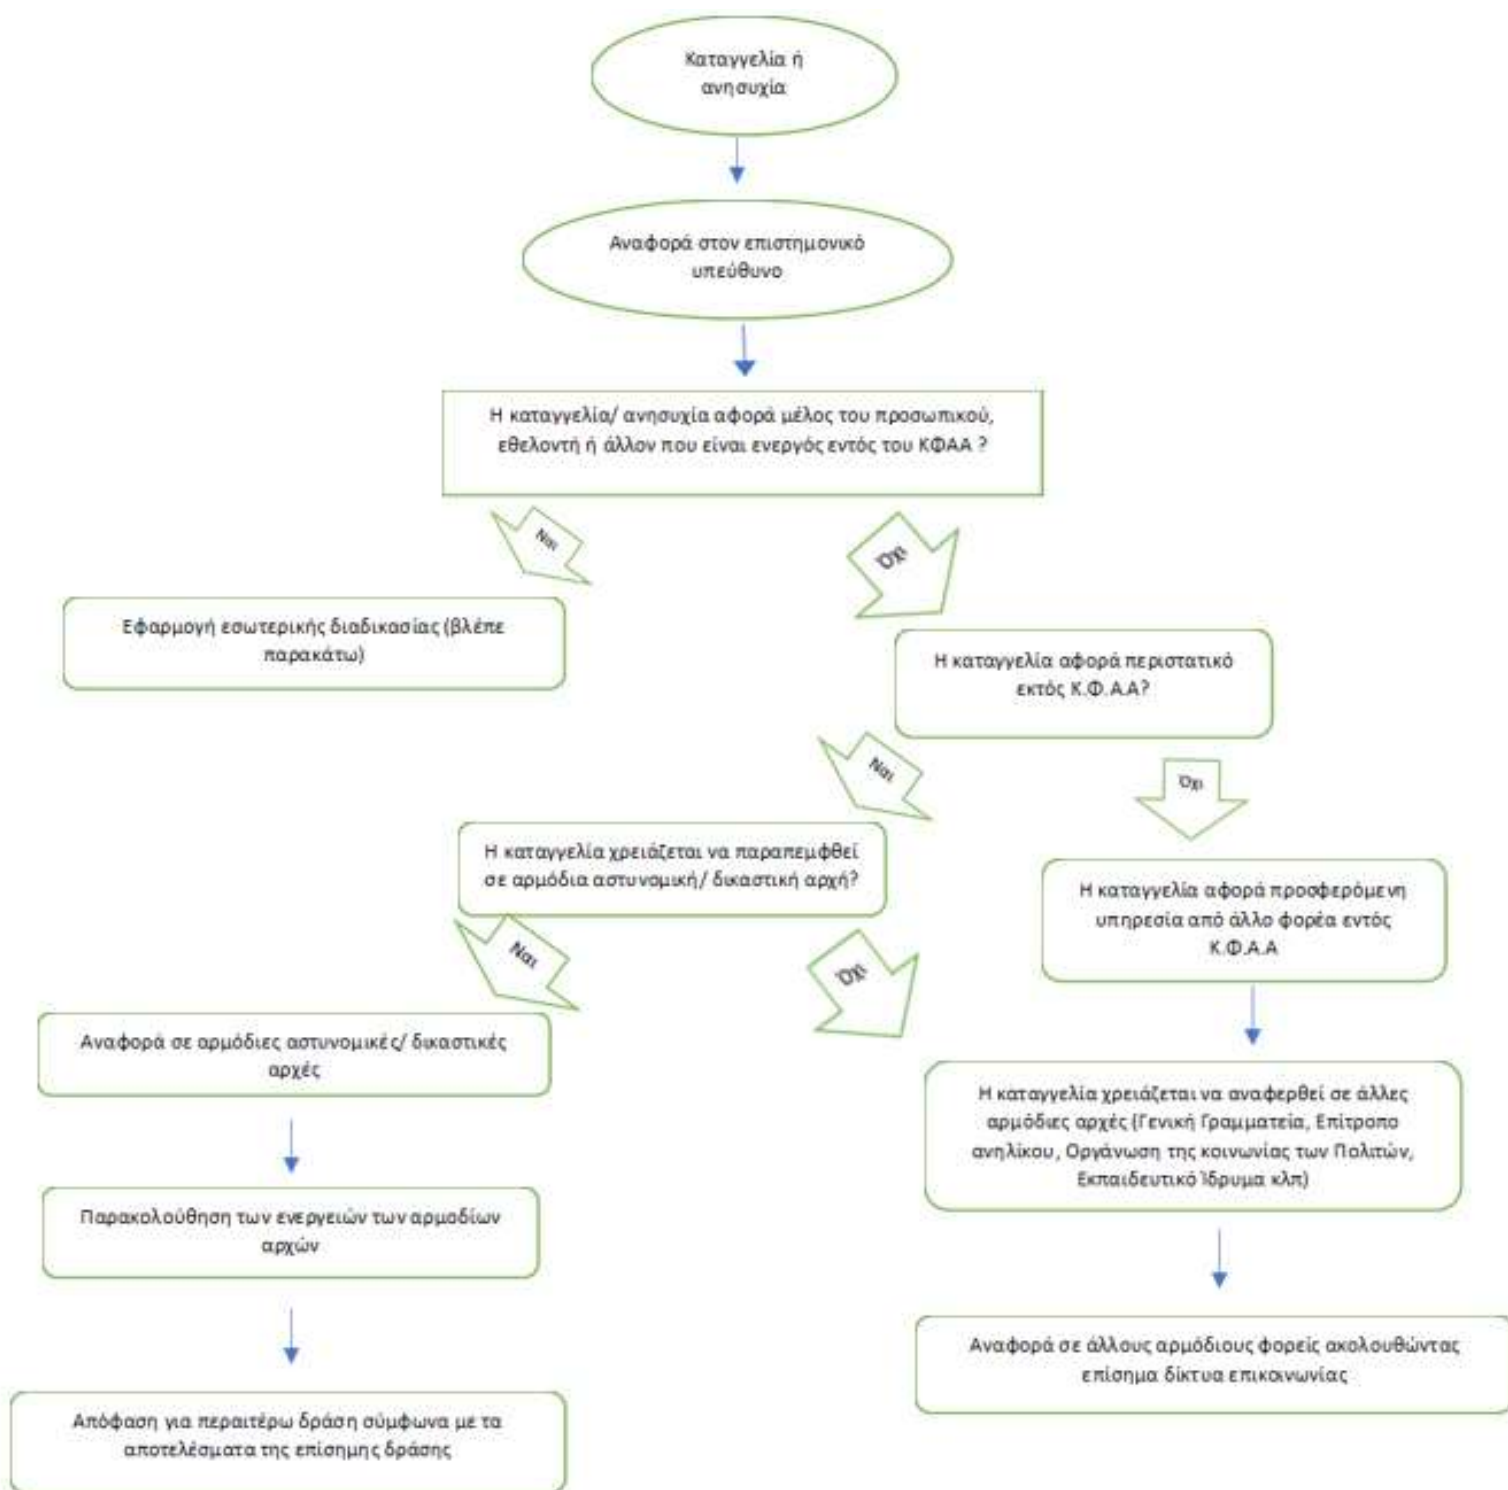 Καταγγελία ή
ανησυχία
Αναφορά στον επιστημονικό
υπεύθυνο
Η καταγγελία/ ανησυχία αφορά μέλος του προσωπικού,
εθελοντή ή άλλον που είναι ενεργός εντός του ΚΦΑΑ ?
Ναι
Όχι
Εφαρμογή εσωτερικής διαδικασίας (βλέπε
παρακάτω)
Η καταγγελία αφορά περιστατικό
εκτός Κ.Φ.Α.Α?
Ναι
Όχι
Η καταγγελία χρειάζεται να παραπεμφθεί
σε αρμόδια αστυνομική/ δικαστική αρχή?
Η καταγγελία αφορά προσφερόμενη
υπηρεσία από άλλο φορέα εντός
Κ.Φ.Α.Α
Ναι
Όχι
Αναφορά σε αρμόδιες αστυνομικές/ δικαστικές
αρχές
Η καταγγελία χρειάζεται να αναφερθεί σε άλλες
αρμόδιες αρχές (Γενική Γραμματεία, Επίτροπο
ανηλίκου, Οργάνωση της κοινωνίας των Πολιτών,
Εκπαιδευτικό Ίδρυμα κλπ)
Παρακολούθηση των ενεργειών των αρμοδίων
αρχών
Αναφορά σε άλλους αρμόδιους φορείς ακολουθώντας
επίσημα δίκτυα επικοινωνίας
Απόφαση για περαιτέρω δράση σύμφωνα με τα
αποτελέσματα της επίσημης δράσης